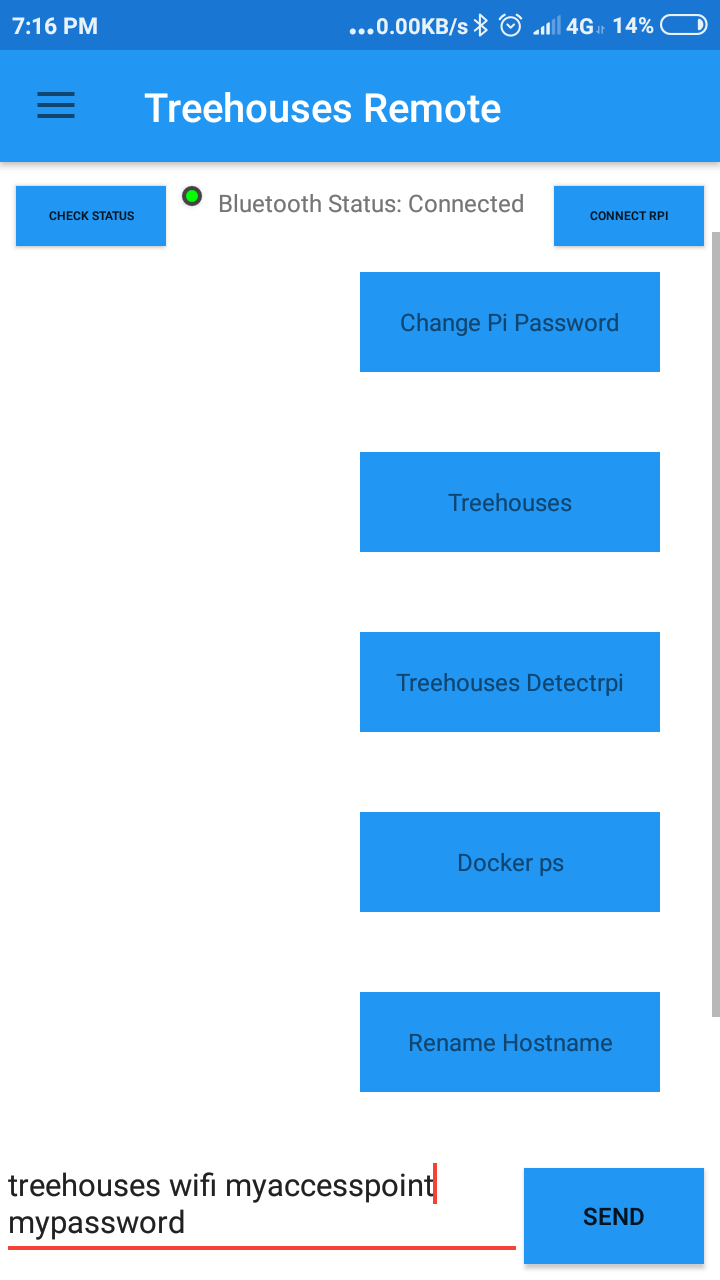 7:16 PM ...0.00KB/s 4G 14%
Treehouses Remote
CHECK STATUS Bluetooth Status: Connected CONNECT RPI
Change Pi Password
Treehouses
Treehouses Detectrpi
Docker ps
Rename Hostname
treehouses wifi myaccesspoint
mypassword
SEND